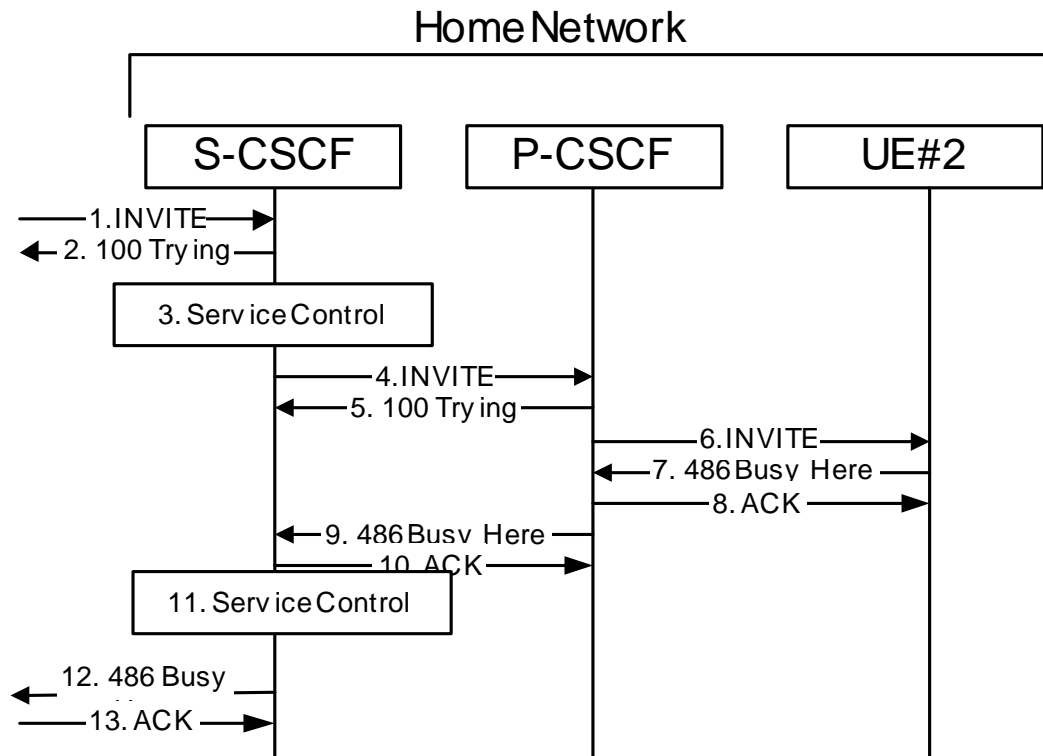 Home Network
S-CSCF
P-CSCF
UE#2
1. INVITE
2. 100 Trying
3. Service Control
4. INVITE
5. 100 Trying
6. INVITE
7. 486 Busy Here
8. ACK
9. 486 Busy Here
10. ACK
11. Service Control
12. 486 Busy
13. ACK